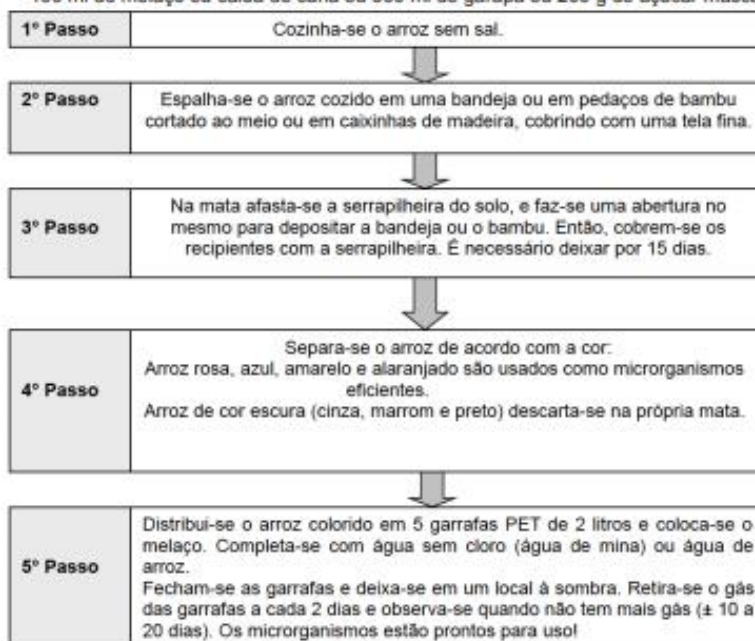 1º Passo
Cozinha-se o arroz sem sal.
2º Passo
Espalha-se o arroz cozido em uma bandeja ou em pedaços de bambu
cortado ao meio ou em caixinhas de madeira, cobrindo com uma tela fina.
3º Passo
Na mata afasta-se a serrapilheira do solo, e faz-se uma abertura no
mesmo para depositar a bandeja ou o bambu. Então, cobrem-se os
recipientes com a serrapilheira. É necessário deixar por 15 dias.
4º Passo
Separa-se o arroz de acordo com a cor:
Arroz rosa, azul, amarelo e alaranjado são usados como microrganismos
eficientes.
Arroz de cor escura (cinza, marrom e preto) descarta-se na própria mata.
5º Passo
Distribui-se o arroz colorido em 5 garrafas PET de 2 litros e coloca-se o
melaço. Completa-se com água sem cloro (água de mina) ou água de
arroz.
Fecham-se as garrafas e deixa-se em um local à sombra. Retira-se o gás
das garrafas a cada 2 dias e observa-se quando não tem mais gás (± 10 a
20 dias). Os microrganismos estão prontos para uso!